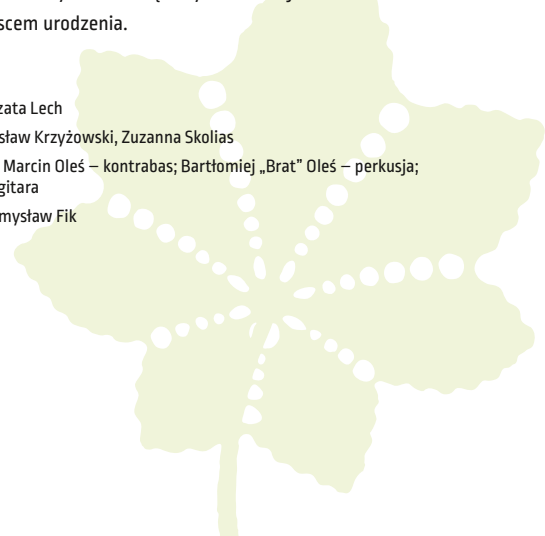 scem urodzenia.
zata Lech
sław Krzyżowski, Zuzanna Skolias
Marcin Oleś – kontrabas; Bartłomiej „Brat” Oleś – perkusja;
gitara
mysław Fik